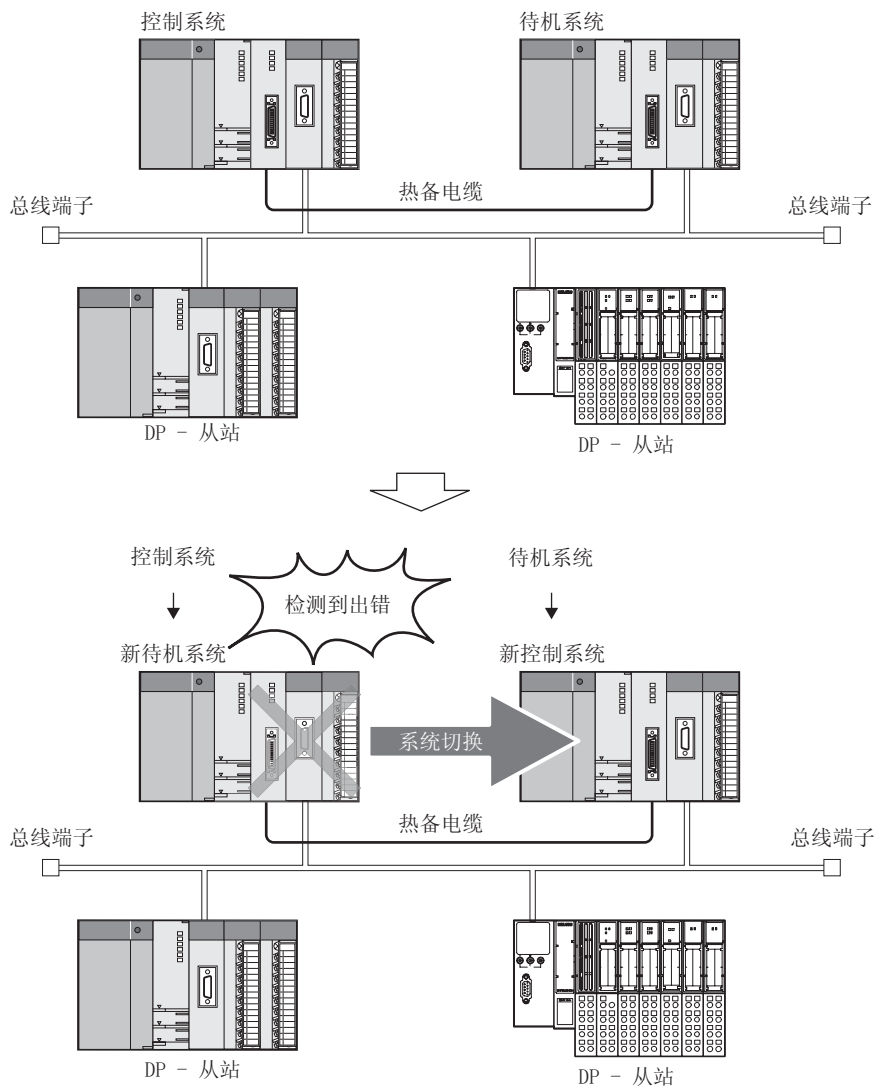 控制系统
待机系统
热备电缆
总线端子
总线端子
DP - 从站
DP - 从站
控制系统
待机系统
检测到出错
新待机系统
新控制系统
系统切换
热备电缆
总线端子
总线端子
DP - 从站
DP - 从站